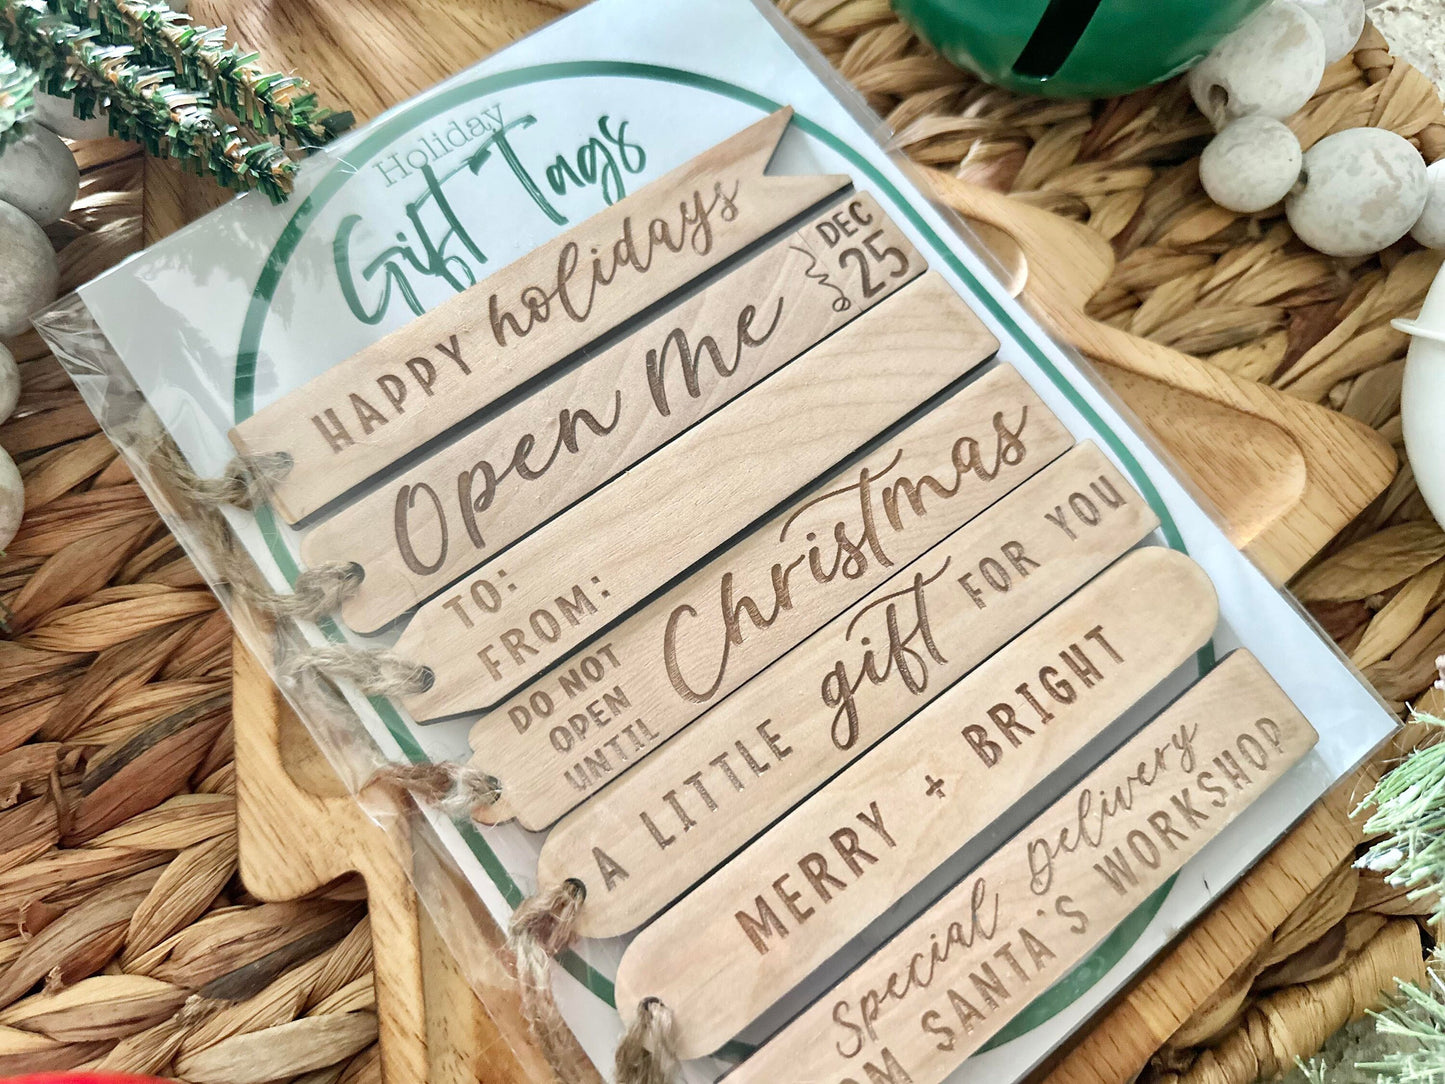 Holiday
Gift Tags
HAPPY holidays
Open Me
DEC
25
TO:
FROM:
DO NOT
OPEN
UNTIL
Christmas
A LITTLE gift FOR YOU
MERRY + BRIGHT
Special Delivery
SANTA'S WORKSHOP